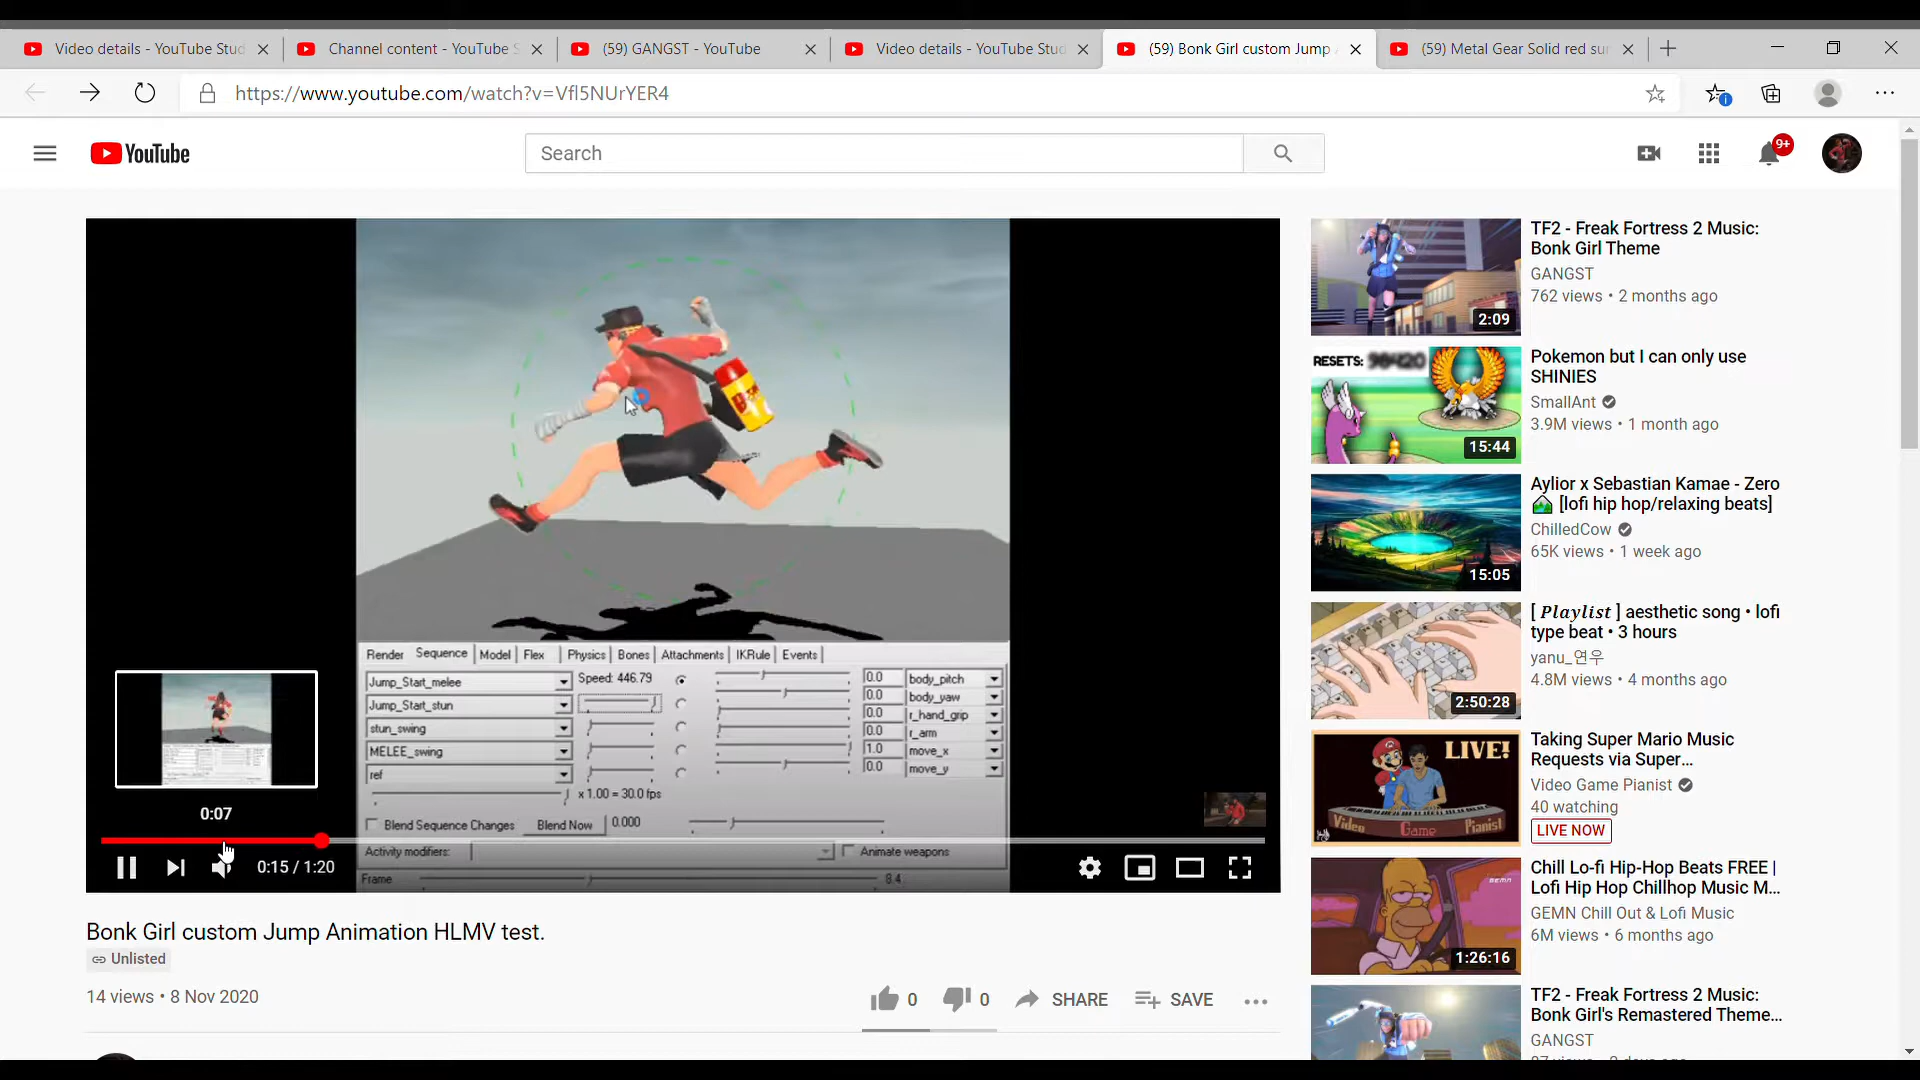 Video details - YouTube Stud
Channel content - YouTube S
(59) GANGST - YouTube
Video details - YouTube Stud
(59) Bonk Girl custom Jump
(59) Metal Gear Solid red sun
https://www.youtube.com/watch?v=Vfl5NUrYER4
YouTube
Search
9+
Render Sequence Model Flex Physics Bones Attachments IKRule Events
Jump_Start_melee
Jump_Start_stun
stun_swing
MELEE_swing
ref
Speed: 446.79
0.0 body_pitch
0.0 body_yaw
0.0 r_hand_grip
0.0 r_arm
1.0 move_x
0.0 move_y
x 1.00 = 30.0 fps
Blend Sequence Changes Blend Now 0.000
Activity modifiers: Animate weapons
Frame 8.4
0:07
0:15 / 1:20
Bonk Girl custom Jump Animation HLMV test.
Unlisted
14 views • 8 Nov 2020
0 0 SHARE SAVE
2:09
TF2 - Freak Fortress 2 Music:
Bonk Girl Theme
GANGST
762 views • 2 months ago
RESETS:
15:44
Pokemon but I can only use
SHINIES
SmallAnt
3.9M views • 1 month ago
15:05
Aylior x Sebastian Kamae - Zero
[lofi hip hop/relaxing beats]
ChilledCow
65K views • 1 week ago
2:50:28
[ 𝑷𝒍𝒂𝒚𝒍𝒊𝒔𝒕 ] aesthetic song • lofi
type beat • 3 hours
yanu_연우
4.8M views • 4 months ago
LIVE!
Video Game Pianist
Taking Super Mario Music
Requests via Super...
Video Game Pianist
40 watching
LIVE NOW
GEMN
1:26:16
Chill Lo-fi Hip-Hop Beats FREE |
Lofi Hip Hop Chillhop Music M...
GEMN Chill Out & Lofi Music
6M views • 6 months ago
TF2 - Freak Fortress 2 Music:
Bonk Girl's Remastered Theme...
GANGST